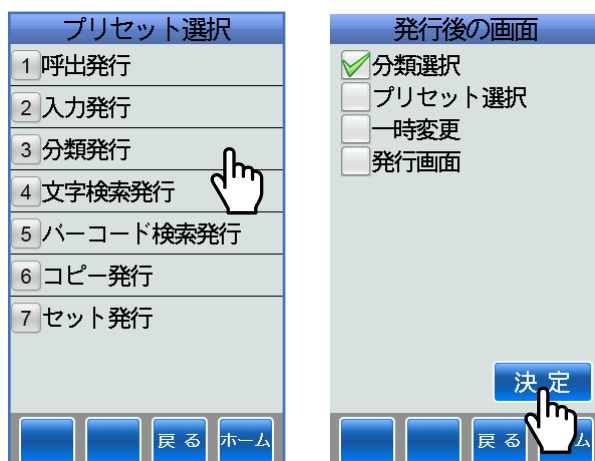 プリセット選択
1 呼出発行
2 入力発行
3 分類発行
4 文字検索発行
5 バーコード検索発行
6 コピー発行
7 セット発行
戻る ホーム
発行後の画面
分類選択
プリセット選択
一時変更
発行画面
決定
戻る ム